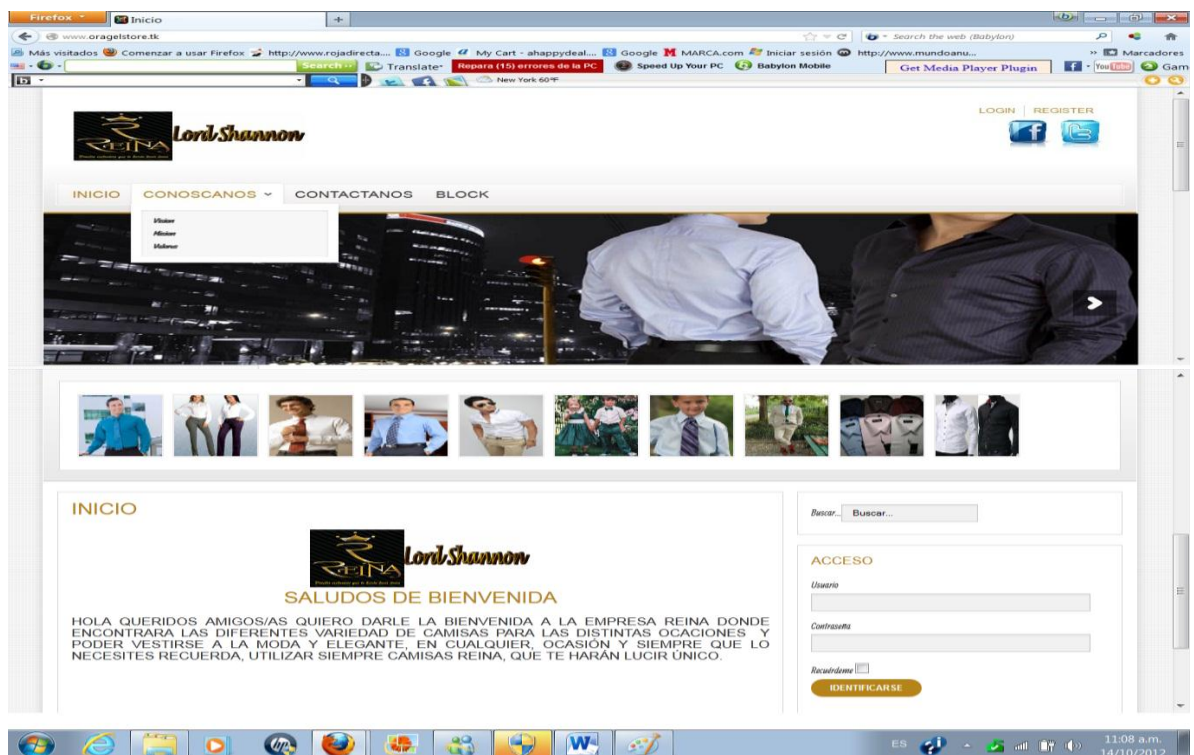 Firefox
Inicio
www.oragelstore.tk
Search the web (Babylon)
Más visitados Comenzar a usar Firefox http://www.rojadirecta.... Google My Cart - ahappydeal.... Google MARCA.com Iniciar sesión http://www.mundoanu... Marcadores
Search Translate Repara (15) errores de la PC Speed Up Your PC Babylon Mobile Get Media Player Plugin YouTube Gam
New York 60°F
LOGIN REGISTER
REINA
Lord Shannon
INICIO CONOSCANOS CONTACTANOS BLOCK
Vision
Mision
Valores
INICIO
Buscar... Buscar...
REINA
Lord Shannon
ACCESO
SALUDOS DE BIENVENIDA
Usuario
HOLA QUERIDOS AMIGOS/AS QUIERO DARLE LA BIENVENIDA A LA EMPRESA REINA DONDE
ENCONTRARA LAS DIFERENTES VARIEDAD DE CAMISAS PARA LAS DISTINTAS OCACIONES Y
PODER VESTIRSE A LA MODA Y ELEGANTE, EN CUALQUIER, OCASIÓN Y SIEMPRE QUE LO
NECESITES RECUERDA, UTILIZAR SIEMPRE CAMISAS REINA, QUE TE HARÁN LUCIR ÚNICO.
Contraseña
Recuérdeme
IDENTIFICARSE
ES
11:08 a.m.
14/10/2012